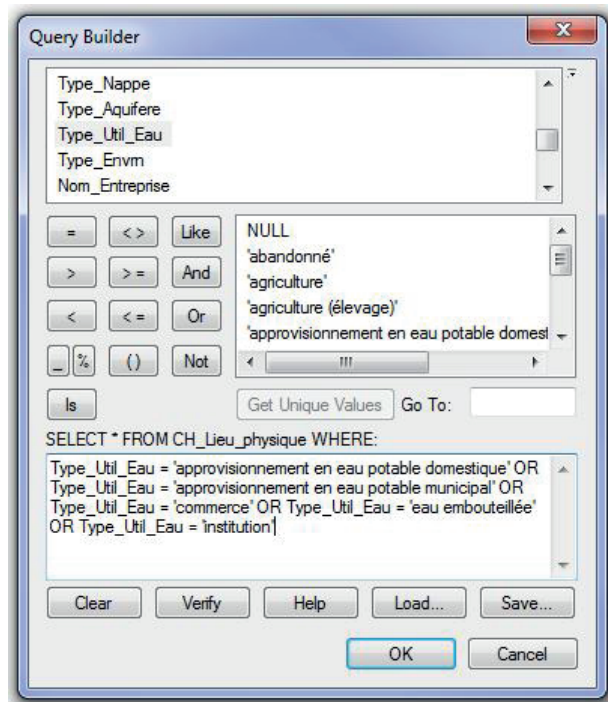 Query Builder
Type_Nappe
Type_Aquifere
Type_Util_Eau
Type_Envrn
Nom_Entreprise
= < > Like
> > = And
< < = Or
_ % ( ) Not
Is
NULL
'abandonné'
'agriculture'
'agriculture (élevage)'
'approvisionnement en eau potable domest
Get Unique Values Go To:
SELECT * FROM CH_Lieu_physique WHERE:
Type_Util_Eau = 'approvisionnement en eau potable domestique' OR
Type_Util_Eau = 'approvisionnement en eau potable municipal' OR
Type_Util_Eau = 'commerce' OR Type_Util_Eau = 'eau embouteillée'
OR Type_Util_Eau = 'institution'
Clear Verify Help Load... Save...
OK Cancel